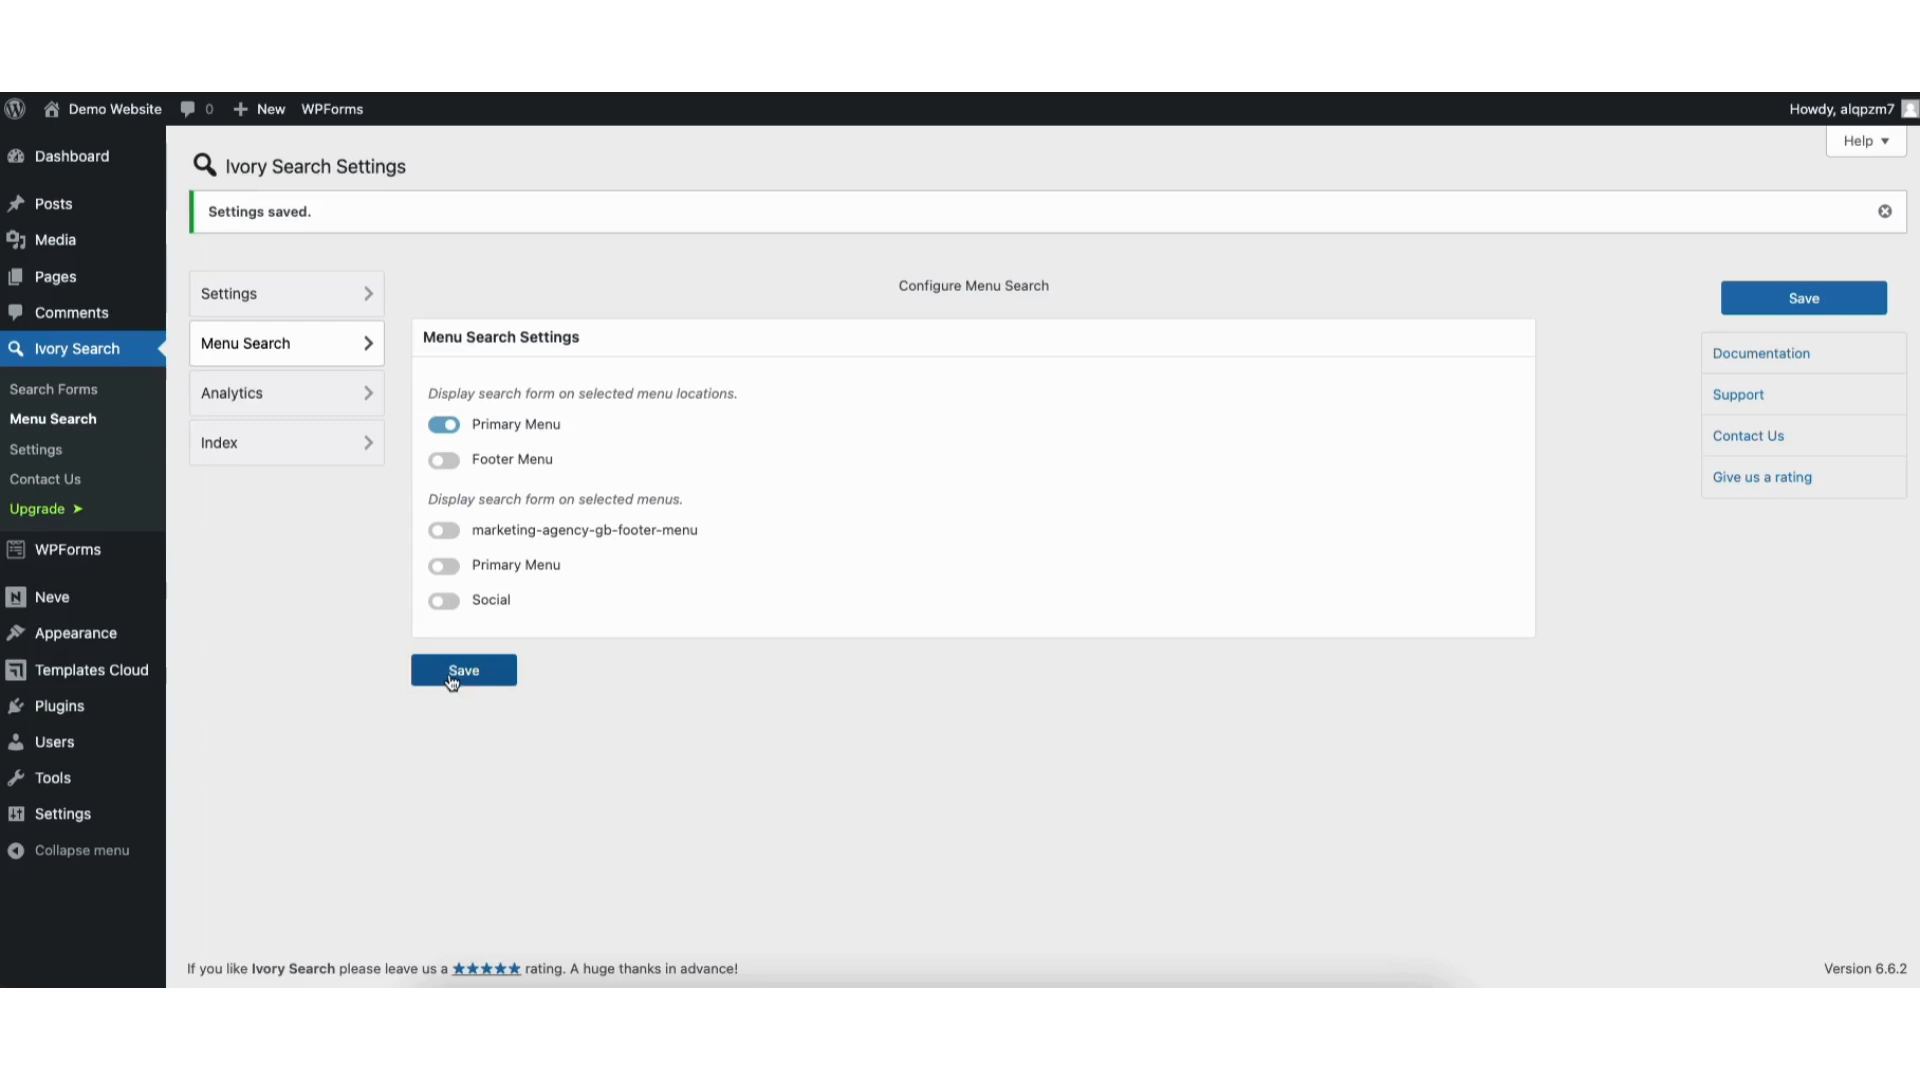 Demo Website 0 New WPForms Howdy, alqpzm7
Help
Dashboard
Posts
Media
Pages
Comments
Ivory Search
Search Forms
Menu Search
Settings
Contact Us
Upgrade ➤
WPForms
Neve
Appearance
Templates Cloud
Plugins
Users
Tools
Settings
Collapse menu
Ivory Search Settings
Settings saved.
Settings
Menu Search
Analytics
Index
Configure Menu Search
Menu Search Settings
Display search form on selected menu locations.
Primary Menu
Footer Menu
Display search form on selected menus.
marketing-agency-gb-footer-menu
Primary Menu
Social
Save
Save
Documentation
Support
Contact Us
Give us a rating
If you like Ivory Search please leave us a ★★★★★ rating. A huge thanks in advance!
Version 6.6.2